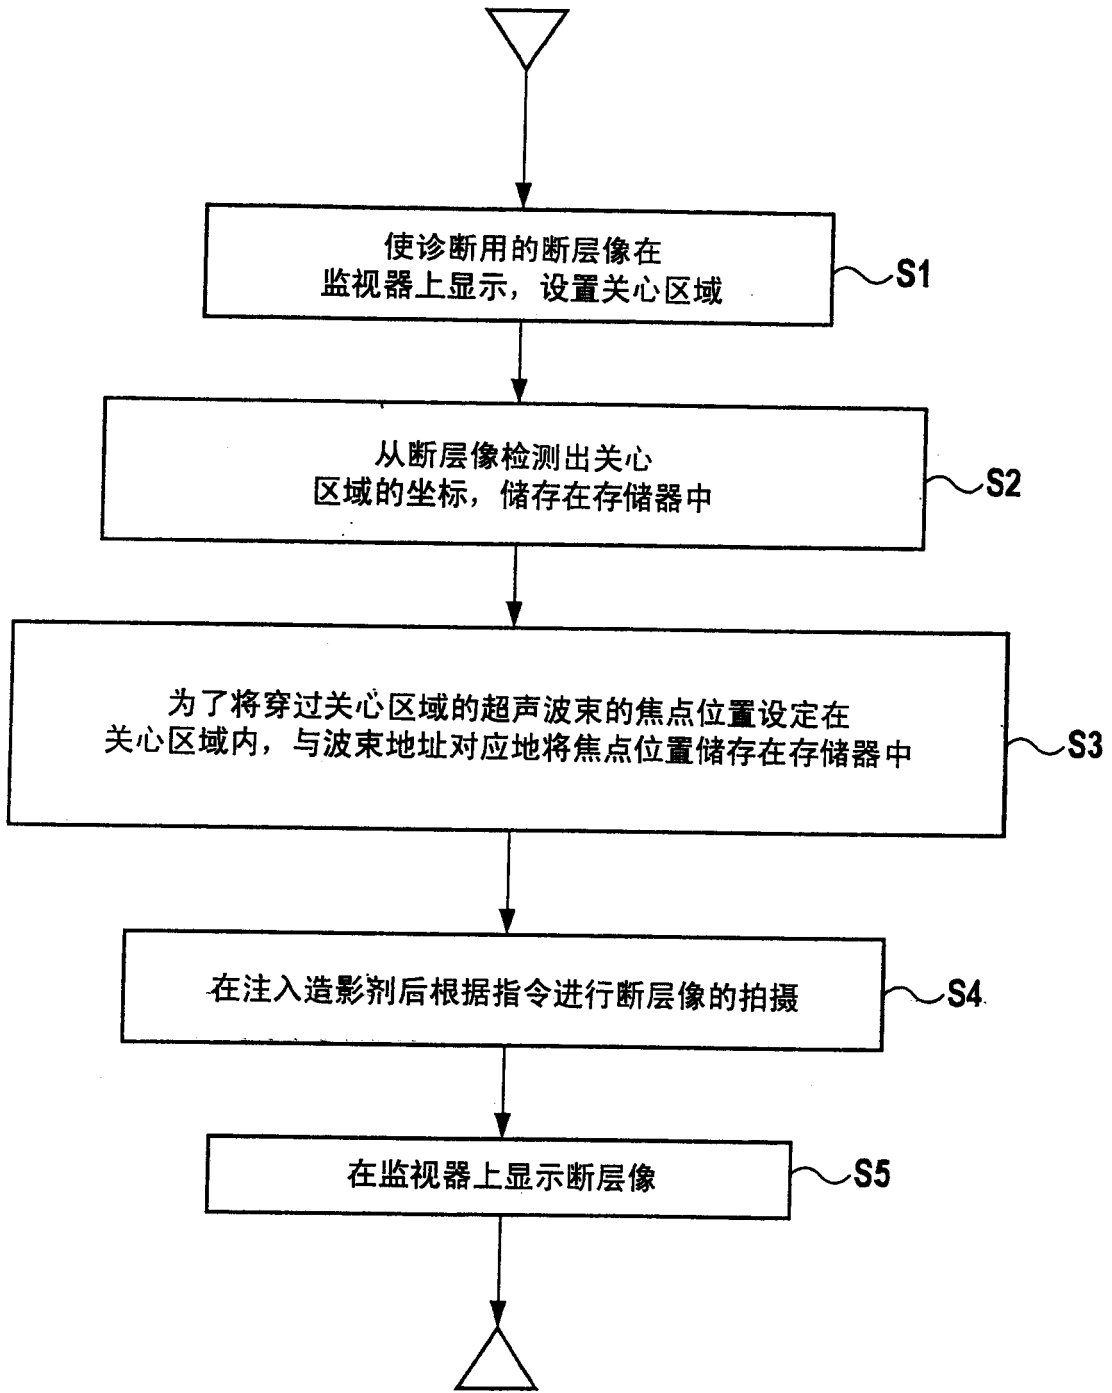 使诊断用的断层像在
监视器上显示，设置关心区域
S1
从断层像检测出关心
区域的坐标，储存在存储器中
S2
为了将穿过关心区域的超声波束的焦点位置设定在
关心区域内，与波束地址对应地将焦点位置储存在存储器中
S3
在注入造影剂后根据指令进行断层像的拍摄
S4
在监视器上显示断层像
S5